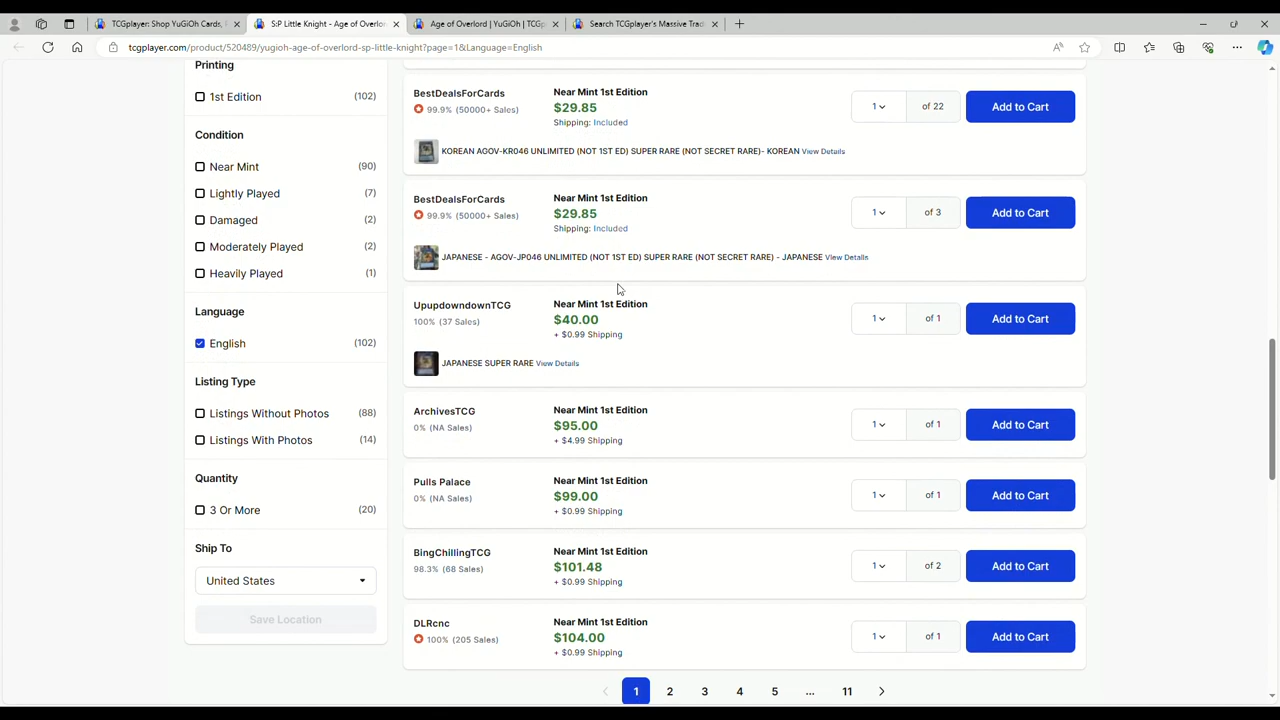 TCGplayer: Shop YuGiOh Cards,
S:P Little Knight - Age of Overlor
Age of Overlord | YuGiOh | TCGp
Search TCGplayer's Massive Trad
tcgplayer.com/product/520489/yugioh-age-of-overlord-sp-little-knight?page=1&Language=English
Printing
1st Edition (102)
Condition
Near Mint (90)
Lightly Played (7)
Damaged (2)
Moderately Played (2)
Heavily Played (1)
Language
English (102)
Listing Type
Listings Without Photos (88)
Listings With Photos (14)
Quantity
3 Or More (20)
Ship To
United States
Save Location
BestDealsForCards
99.9% (50000+ Sales)
Near Mint 1st Edition
$29.85
Shipping: Included
1 of 22 Add to Cart
KOREAN AGOV-KR046 UNLIMITED (NOT 1ST ED) SUPER RARE (NOT SECRET RARE)- KOREAN View Details
BestDealsForCards
99.9% (50000+ Sales)
Near Mint 1st Edition
$29.85
Shipping: Included
1 of 3 Add to Cart
JAPANESE - AGOV-JP046 UNLIMITED (NOT 1ST ED) SUPER RARE (NOT SECRET RARE) - JAPANESE View Details
UpupdowndownTCG
100% (37 Sales)
Near Mint 1st Edition
$40.00
+ $0.99 Shipping
1 of 1 Add to Cart
JAPANESE SUPER RARE View Details
ArchivesTCG
0% (NA Sales)
Near Mint 1st Edition
$95.00
+ $4.99 Shipping
1 of 1 Add to Cart
Pulls Palace
0% (NA Sales)
Near Mint 1st Edition
$99.00
+ $0.99 Shipping
1 of 1 Add to Cart
BingChillingTCG
98.3% (68 Sales)
Near Mint 1st Edition
$101.48
+ $0.99 Shipping
1 of 2 Add to Cart
DLRcnc
100% (205 Sales)
Near Mint 1st Edition
$104.00
+ $0.99 Shipping
1 of 1 Add to Cart
1 2 3 4 5 ... 11